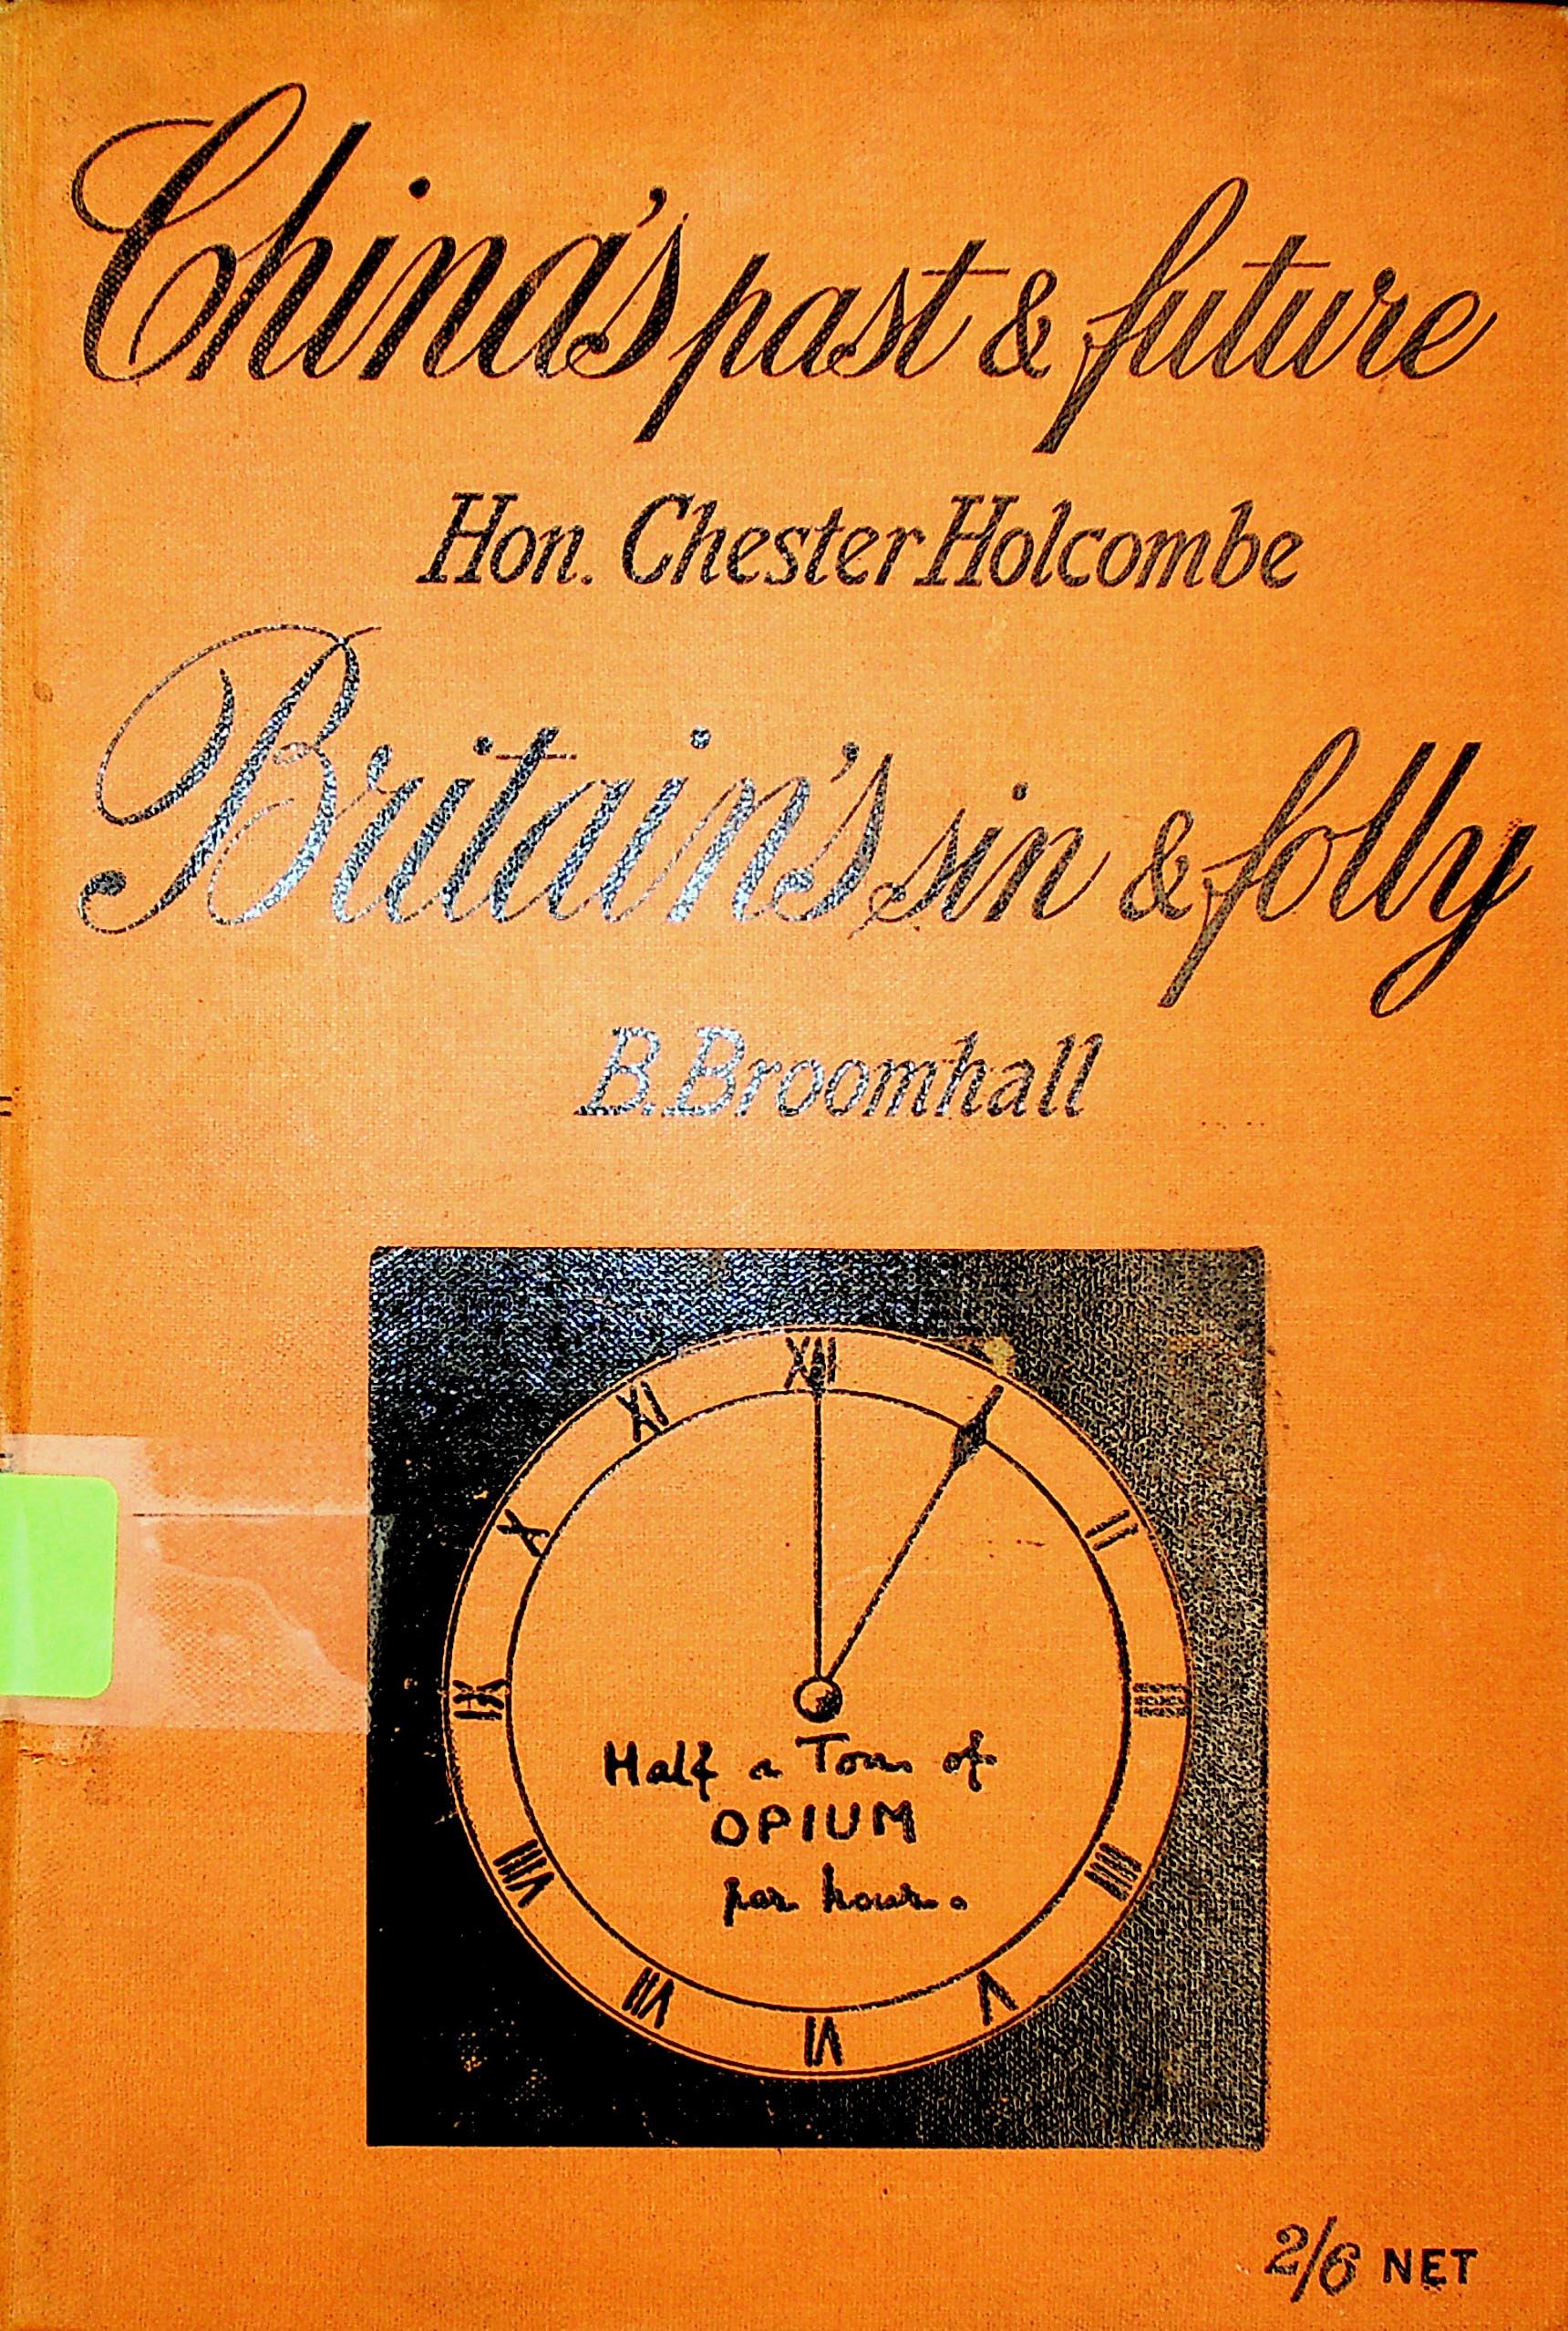 China's past & future
Hon. Chester Holcombe
Britain's sin & folly
B. Broomhall
XII
XI
II
X
IX
III
VIII
IIII
VII
VI
V
Half a Ton of
OPIUM
per hour.
2/6 NET